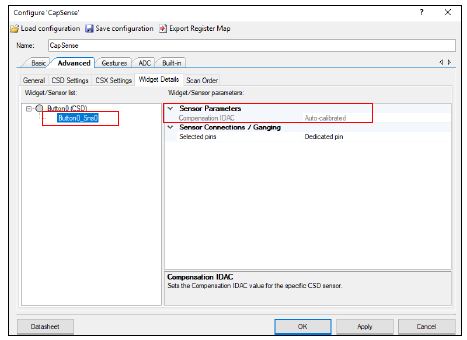 Configure 'CapSense'
? X
Load configuration Save configuration Export Register Map
Name: CapSense
Basic Advanced Gestures ADC Built-in
General CSD Settings CSX Settings Widget Details Scan Order
Widget/Sensor list:
Widget/Sensor parameters:
Button0 (CSD)
Button0_Sns0
Sensor Parameters
Compensation IDAC Auto-calibrated
Sensor Connections / Ganging
Selected pins Dedicated pin
Compensation IDAC
Sets the Compensation IDAC value for the specific CSD sensor.
Datasheet OK Apply Cancel